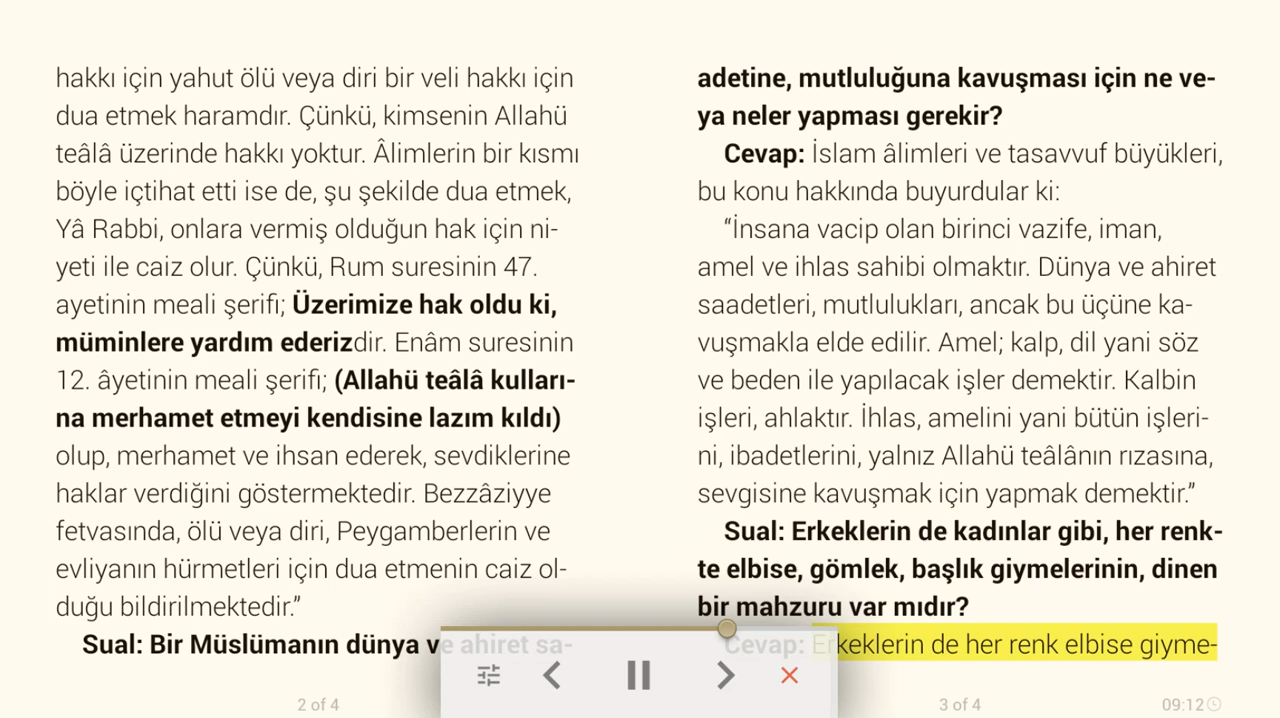 hakkı için yahut ölü veya diri bir veli hakkı için
dua etmek haramdır. Çünkü, kimsenin Allahü
teâlâ üzerinde hakkı yoktur. Âlimlerin bir kısmı
böyle içtihat etti ise de, şu şekilde dua etmek,
Yâ Rabbi, onlara vermiş olduğun hak için ni-
yeti ile caiz olur. Çünkü, Rum suresinin 47.
ayetinin meali şerifi; Üzerimize hak oldu ki,
müminlere yardım ederizdir. Enâm suresinin
12. âyetinin meali şerifi; (Allahü teâlâ kulları-
na merhamet etmeyi kendisine lazım kıldı)
olup, merhamet ve ihsan ederek, sevdiklerine
haklar verdiğini göstermektedir. Bezzâziyye
fetvasında, ölü veya diri, Peygamberlerin ve
evliyanın hürmetleri için dua etmenin caiz ol-
duğu bildirilmektedir.”
Sual: Bir Müslümanın dünya ve ahiret sa-
2 of 4
adetine, mutluluğuna kavuşması için ne ve-
ya neler yapması gerekir?
Cevap: İslam âlimleri ve tasavvuf büyükleri,
bu konu hakkında buyurdular ki:
“İnsana vacip olan birinci vazife, iman,
amel ve ihlas sahibi olmaktır. Dünya ve ahiret
saadetleri, mutlulukları, ancak bu üçüne ka-
vuşmakla elde edilir. Amel; kalp, dil yani söz
ve beden ile yapılacak işler demektir. Kalbin
işleri, ahlaktır. İhlas, amelini yani bütün işleri-
ni, ibadetlerini, yalnız Allahü teâlânın rızasına,
sevgisine kavuşmak için yapmak demektir.”
Sual: Erkeklerin de kadınlar gibi, her renk-
te elbise, gömlek, başlık giymelerinin, dinen
bir mahzuru var mıdır?
Cevap: Erkeklerin de her renk elbise giyme-
3 of 4
09:12